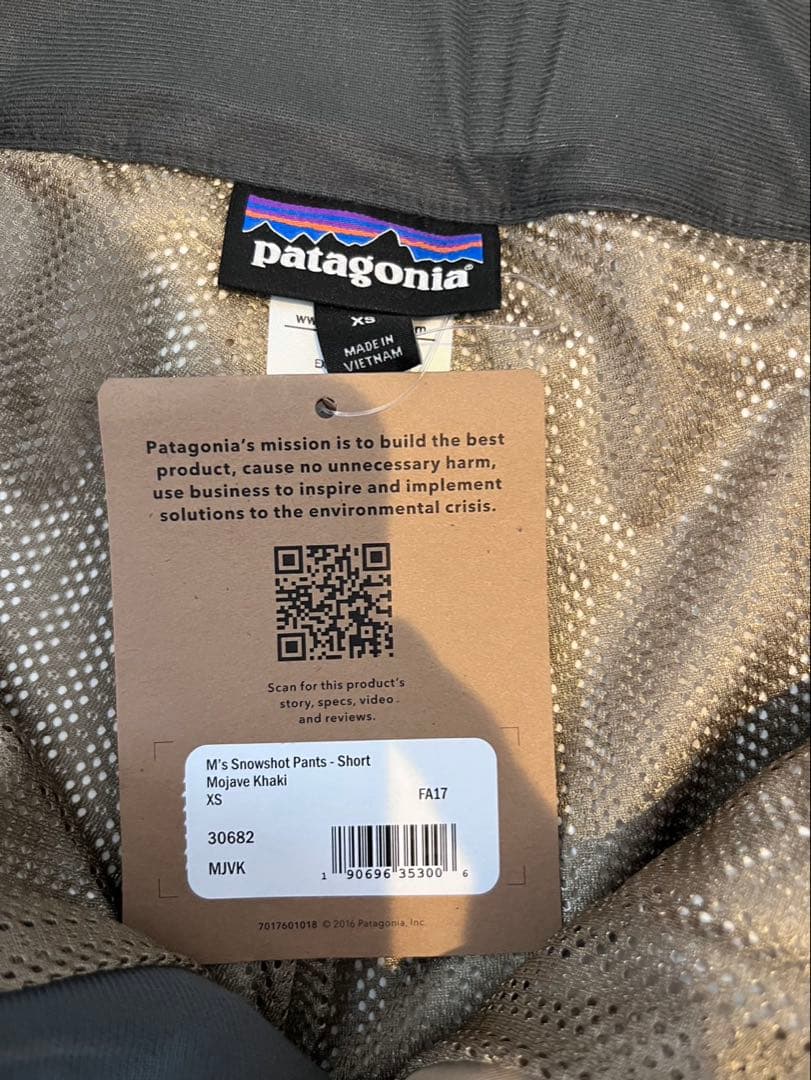 patagonia®
XS
MADE IN
VIETNAM
Patagonia's mission is to build the best
product, cause no unnecessary harm,
use business to inspire and implement
solutions to the environmental crisis.
Scan for this product's
story, specs, video
and reviews.
M's Snowshot Pants - Short
Mojave Khaki
XS FA17
30682
MJVK
1 90696 35300 6
7017601018 © 2016 Patagonia, Inc.